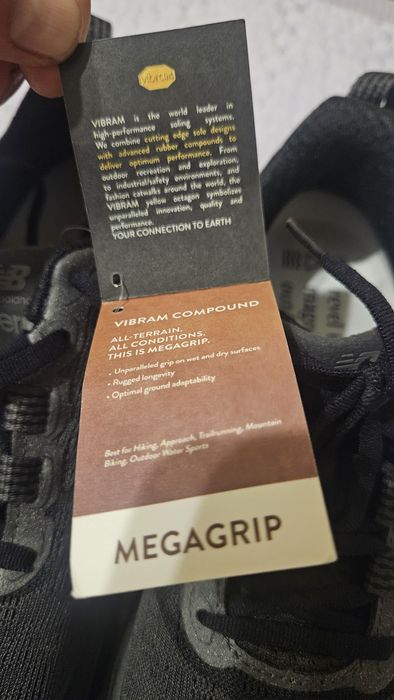 vibram
VIBRAM is the world leader in
high-performance soling systems.
We combine cutting edge sole designs
with advanced rubber compounds to
deliver optimum performance. From
outdoor recreation and exploration,
to industrial/safety environments, and
fashion catwalks around the world, the
VIBRAM yellow octagon symbolizes
unparalleled innovation, quality and
performance.
YOUR CONNECTION TO EARTH
VIBRAM COMPOUND
ALL-TERRAIN.
ALL CONDITIONS.
THIS IS MEGAGRIP.
• Unparalleled grip on wet and dry surfaces
• Rugged longevity
• Optimal ground adaptability
Best for Hiking, Approach, Trailrunning, Mountain
Biking, Outdoor Water Sports
MEGAGRIP
NB
balance
NB